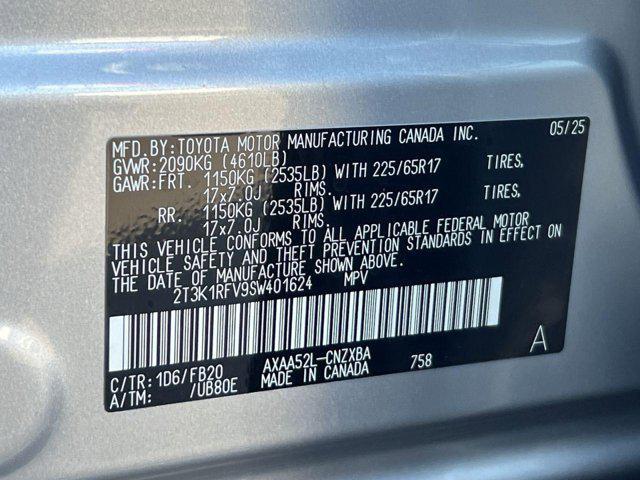 MFD.BY:TOYOTA MOTOR MANUFACTURING CANADA INC. 05/25
GVWR:2090KG (4610LB)
GAWR:FRT. 1150KG (2535LB) WITH 225/65R17 TIRES,
17x7.0J RIMS.
RR. 1150KG (2535LB) WITH 225/65R17 TIRES,
17x7.0J RIMS.
THIS VEHICLE CONFORMS TO ALL APPLICABLE FEDERAL MOTOR
VEHICLE SAFETY AND THEFT PREVENTION STANDARDS IN EFFECT ON
THE DATE OF MANUFACTURE SHOWN ABOVE.
2T3K1RFV9SW401624 MPV
C/TR:1D6/FB20 AXAA52L-CNZXBA 758 A
A/TM: /UB80E MADE IN CANADA